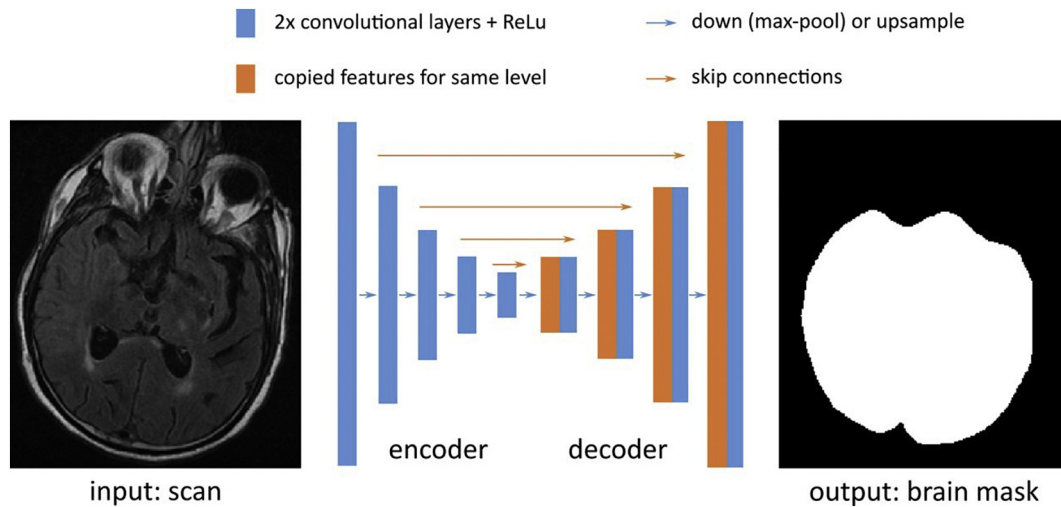 2x convolutional layers + ReLu
down (max-pool) or upsample
copied features for same level
skip connections
encoder
decoder
input: scan
output: brain mask